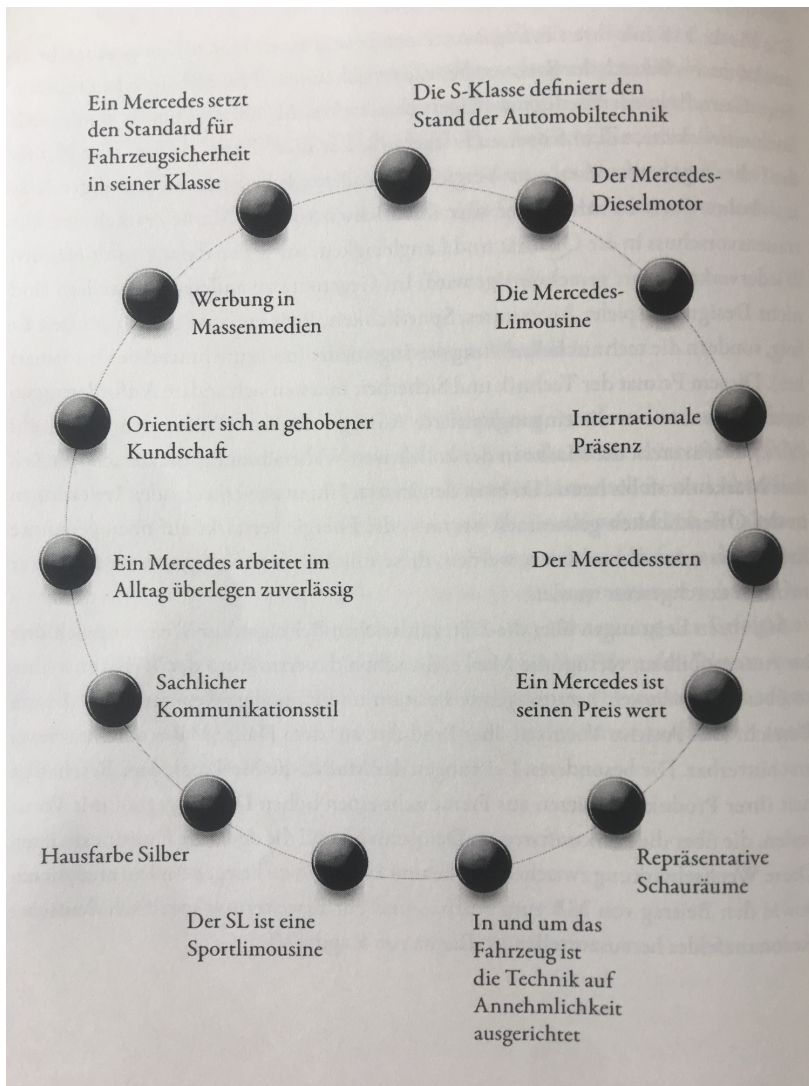 Die S-Klasse definiert den
Stand der Automobiltechnik
Der Mercedes-
Dieselmotor
Die Mercedes-
Limousine
Internationale
Präsenz
Der Mercedesstern
Ein Mercedes ist
seinen Preis wert
Repräsentative
Schauräume
In und um das
Fahrzeug ist
die Technik auf
Annehmlichkeit
ausgerichtet
Der SL ist eine
Sportlimousine
Hausfarbe Silber
Sachlicher
Kommunikationsstil
Ein Mercedes arbeitet im
Alltag überlegen zuverlässig
Orientiert sich an gehobener
Kundschaft
Werbung in
Massenmedien
Ein Mercedes setzt
den Standard für
Fahrzeugsicherheit
in seiner Klasse